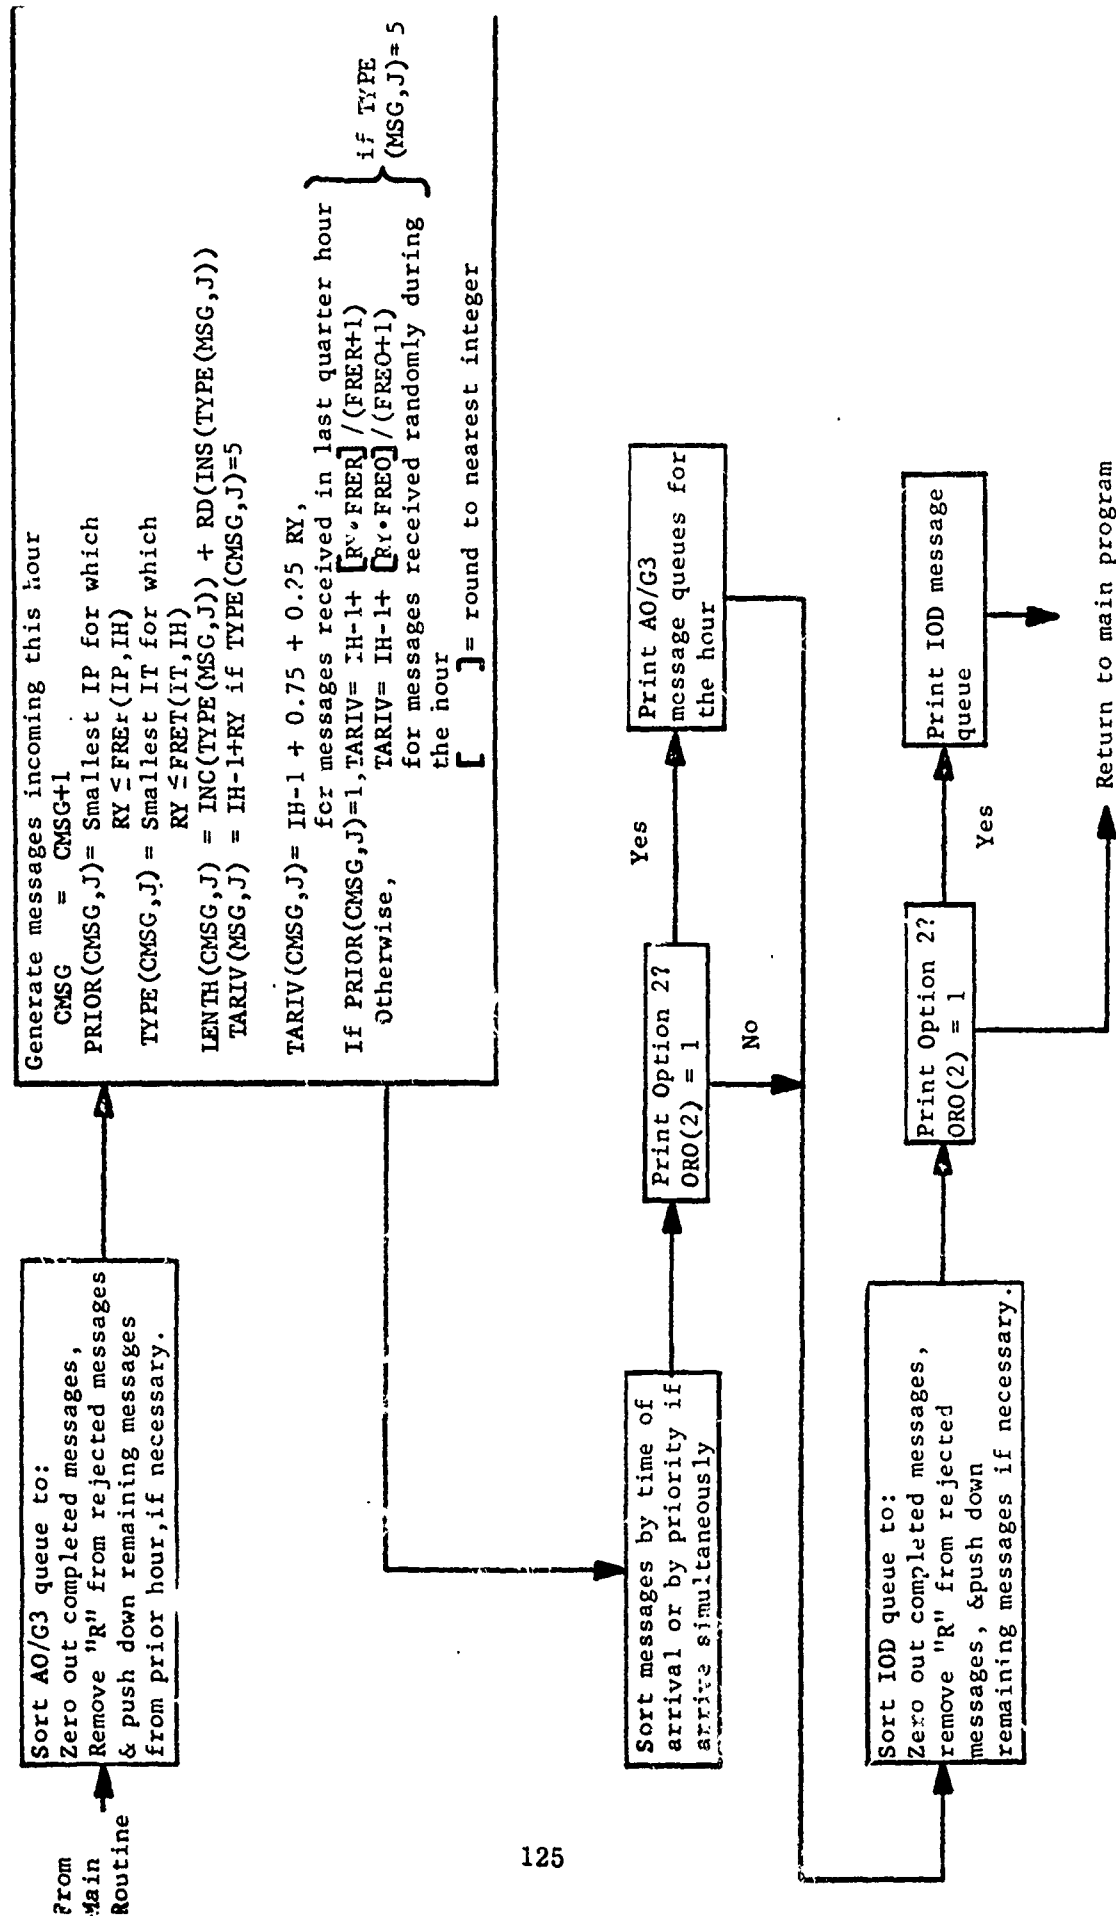 From
Main
Routine
Sort AO/G3 queue to:
Zero out completed messages,
Remove "R" from rejected messages
& push down remaining messages
from prior hour,if necessary.
Generate messages incoming this hour
CMSG = CMSG+1
PRIOR(CMSG,J)= Smallest IP for which
RY ≤FREr(IP,IH)
TYPE(CMSG,J) = Smallest IT for which
RY ≤FRET(IT,IH)
LENTH(CMSG,J) = INC(TYPE(MSG,J)) + RD(INS(TYPE(MSG,J))
TARIV(MSG,J) = IH-1+RY if TYPE(CMSG,J)=5
TARIV(CMSG,J)= IH-1 + 0.75 + 0.25 RY,
for messages received in last quarter hour
If PRIOR(CMSG,J)=1,TARIV= IH-1+ [RY•FRER]/(FRER+1)
Otherwise, TARIV= IH-1+ [RY•FREO]/(FREO+1)
for messages received randomly during
the hour
[ ]= round to nearest integer
if TYPE
(MSG,J)= 5
Sort messages by time of
arrival or by priority if
arrive simultaneously
Print Option 2?
ORO(2) = 1
Yes
No
Print AO/G3
message queues for
the hour
Sort IOD queue to:
Zero out completed messages,
remove "R" from rejected
messages, &push down
remaining messages if necessary.
Print Option 2?
ORO(2) = 1
Yes
Print IOD message
queue
Return to main program
125